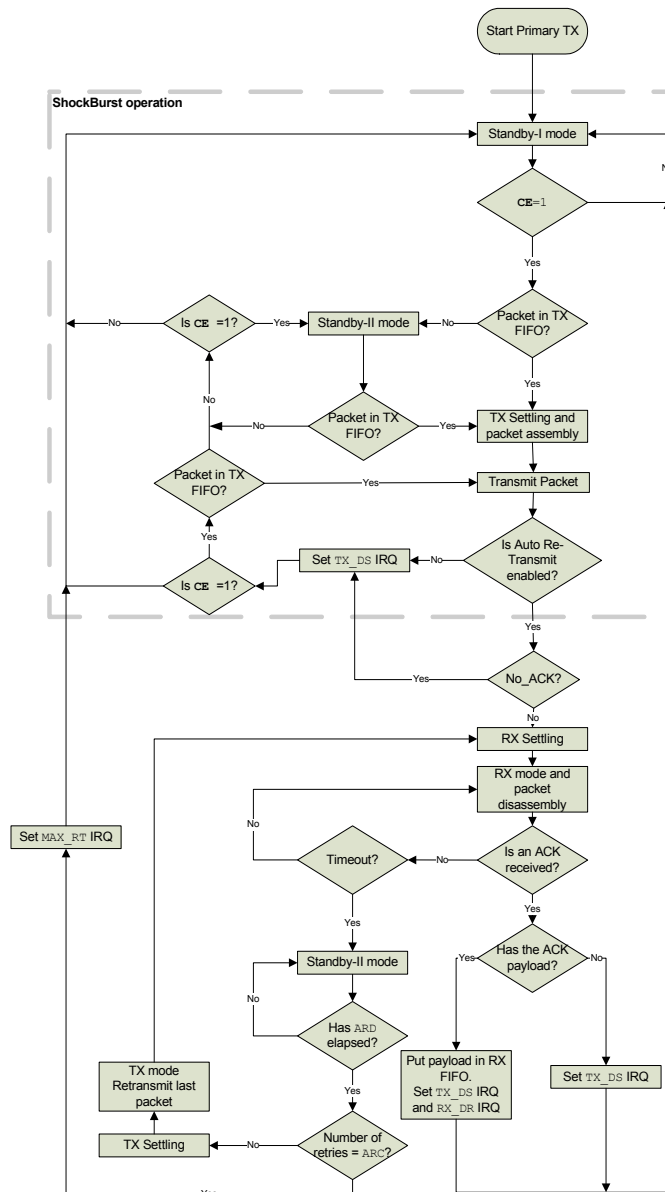 Start Primary TX
ShockBurst operation
Standby-I mode
N
CE=1
Yes
No
Is CE =1?
Yes
Standby-II mode
No
Packet in TX
FIFO?
No
Yes
Packet in TX
FIFO?
No
Yes
TX Settling and
packet assembly
Packet in TX
FIFO?
Yes
Transmit Packet
Yes
Is CE =1?
Set TX_DS IRQ
No
Is Auto Re-
Transmit
enabled?
Yes
Yes
No_ACK?
No
RX Settling
RX mode and
packet
disassembly
No
Set MAX_RT IRQ
Timeout?
No
Is an ACK
received?
Yes
Yes
Standby-II mode
Yes
Has the ACK
payload?
No
No
Has ARD
elapsed?
TX mode
Retransmit last
packet
Yes
Put payload in RX
FIFO.
Set TX_DS IRQ
and RX_DR IRQ
Set TX_DS IRQ
TX Settling
No
Number of
retries = ARC?
Yes